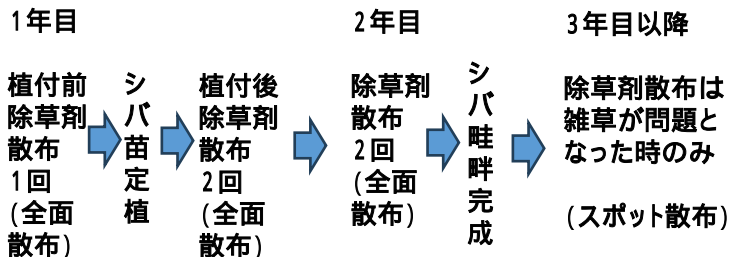 1年目
植付前
除草剤
散布
1回
(全面
散布)
シバ苗定植
植付後
除草剤
散布
2回
(全面
散布)
2年目
除草剤
散布
2回
(全面
散布)
シバ畦畔完成
3年目以降
除草剤散布は
雑草が問題と
なった時のみ
(スポット散布)